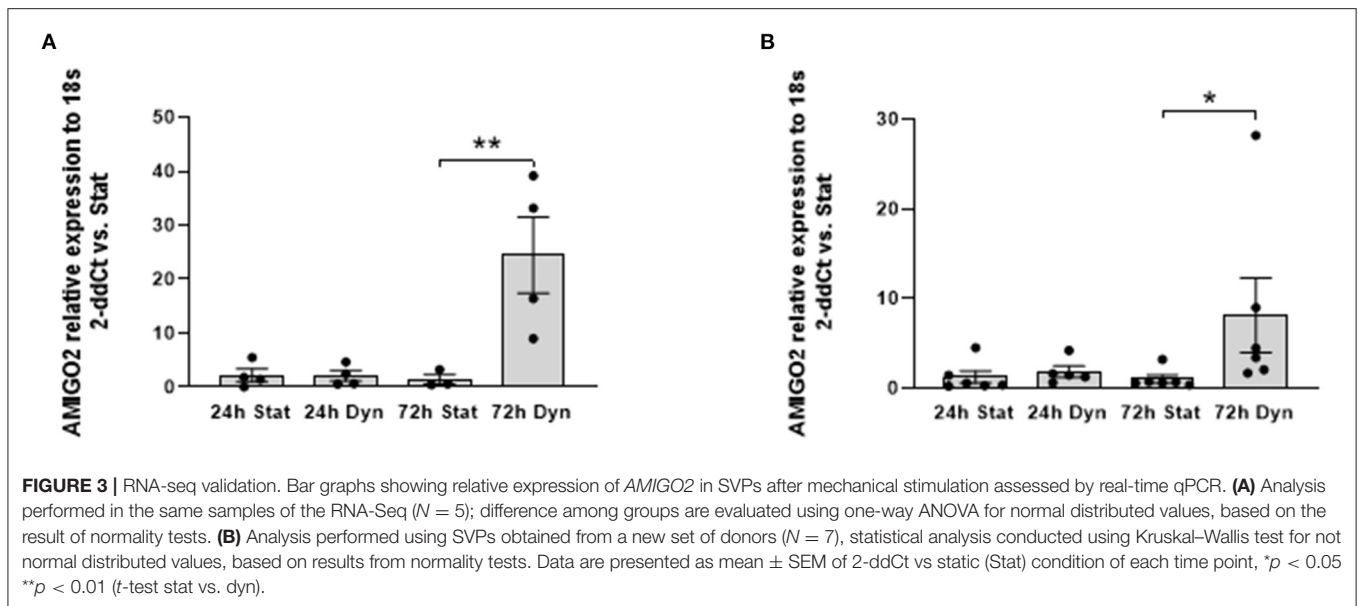 A
AMIGO2 relative expression to 18s
2-ddCt vs. Stat
50
40
30
20
10
0
**
24h Stat 24h Dyn 72h Stat 72h Dyn
B
AMIGO2 relative expression to 18s
2-ddCt vs. Stat
30
20
10
0
*
24h Stat 24h Dyn 72h Stat 72h Dyn
FIGURE 3 | RNA-seq validation. Bar graphs showing relative expression of AMIGO2 in SVPs after mechanical stimulation assessed by real-time qPCR. (A) Analysis
performed in the same samples of the RNA-Seq (N = 5); difference among groups are evaluated using one-way ANOVA for normal distributed values, based on the
result of normality tests. (B) Analysis performed using SVPs obtained from a new set of donors (N = 7), statistical analysis conducted using Kruskal–Wallis test for not
normal distributed values, based on results from normality tests. Data are presented as mean ± SEM of 2-ddCt vs static (Stat) condition of each time point, *p < 0.05
**p < 0.01 (t-test stat vs. dyn).